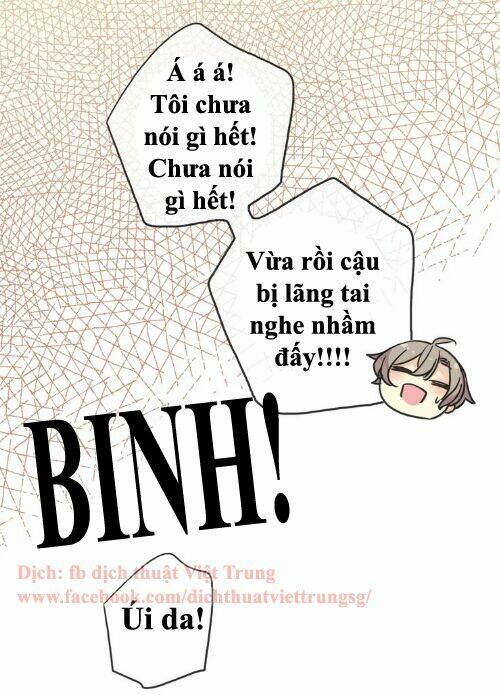 Á á á!
Tôi chưa
nói gì hết!
Chưa nói
gì hết!
Vừa rồi cậu
bị lãng tai
nghe nhầm
đấy!!!!
BINH!
Dịch: fb dịch thuật Việt Trung
www.facebook.com/dichthuatviettrungsg/
Úi da!